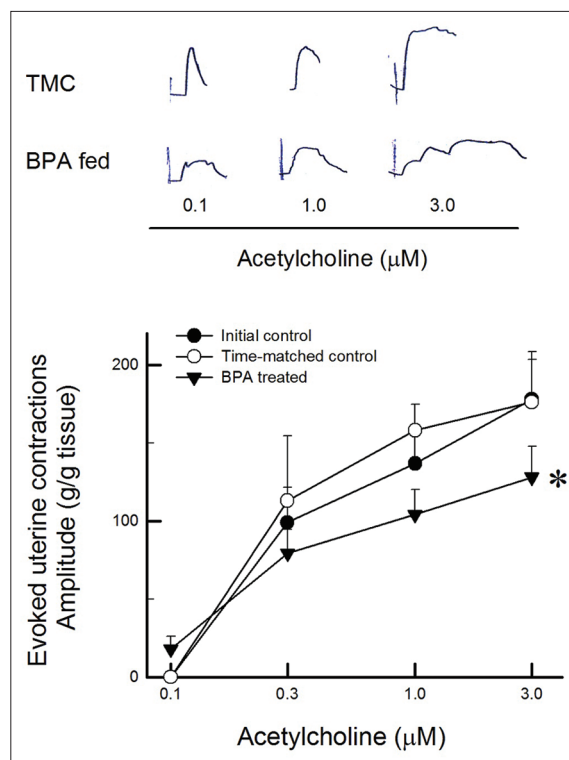 TMC
BPA fed
0.1 1.0 3.0
Acetylcholine (μM)
Initial control
Time-matched control
BPA treated
*
Evoked uterine contractions
Amplitude (g/g tissue)
200
100
0
0.1 0.3 1.0 3.0
Acetylcholine (μM)